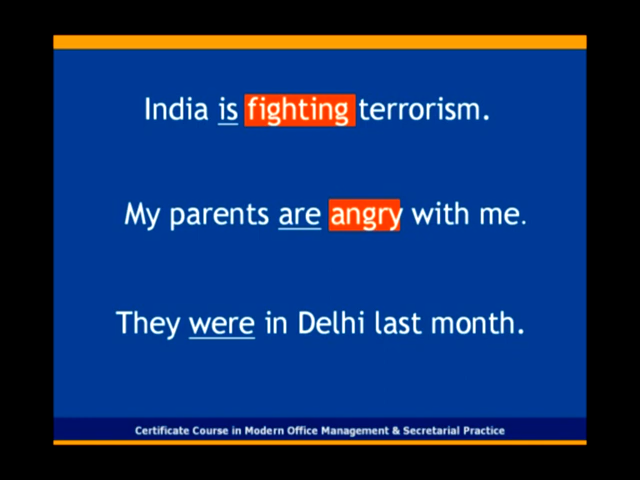 India is fighting terrorism.
My parents are angry with me.
They were in Delhi last month.
Certificate Course in Modern Office Management & Secretarial Practice